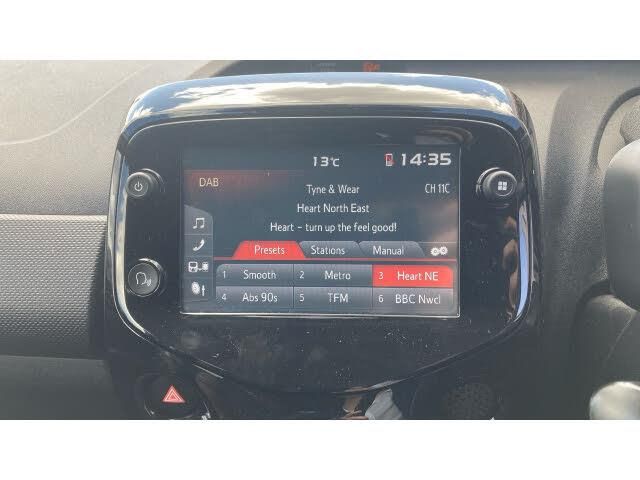 13°C 14:35
DAB
Tyne & Wear CH 11C
Heart North East
Heart – turn up the feel good!
Presets Stations Manual
1 Smooth 2 Metro 3 Heart NE
4 Abs 90s 5 TFM 6 BBC Nwcl